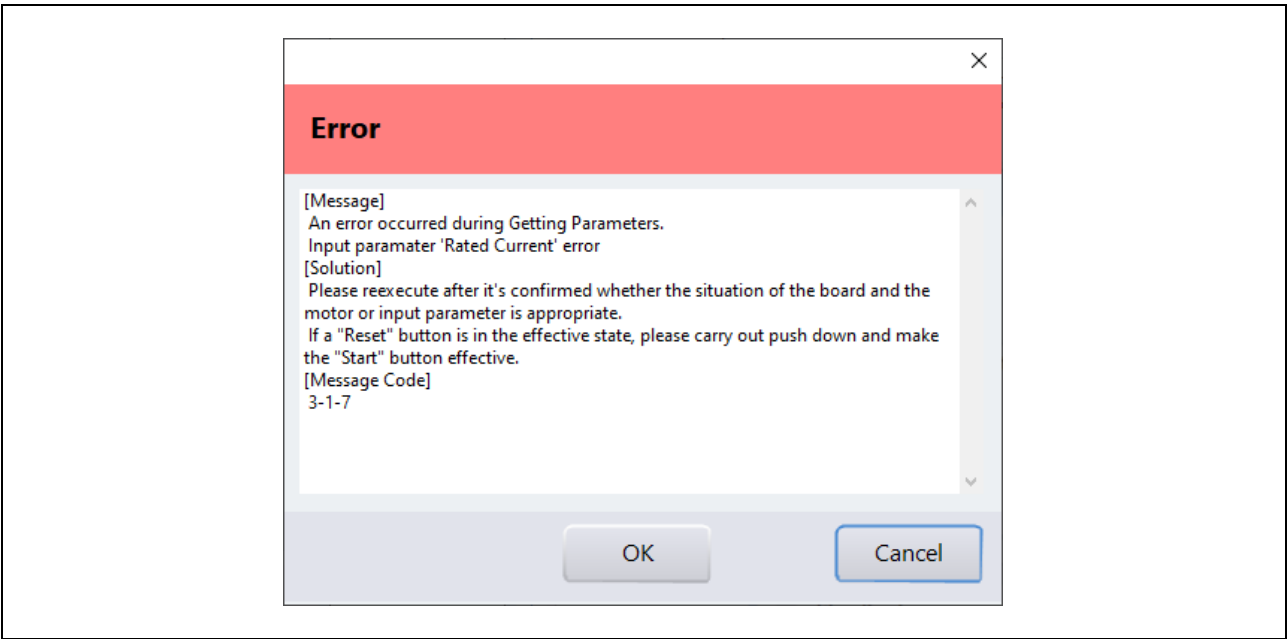 Error
[Message]
An error occurred during Getting Parameters.
Input paramater 'Rated Current' error
[Solution]
Please reexecute after it's confirmed whether the situation of the board and the
motor or input parameter is appropriate.
If a "Reset" button is in the effective state, please carry out push down and make
the "Start" button effective.
[Message Code]
3-1-7
OK
Cancel